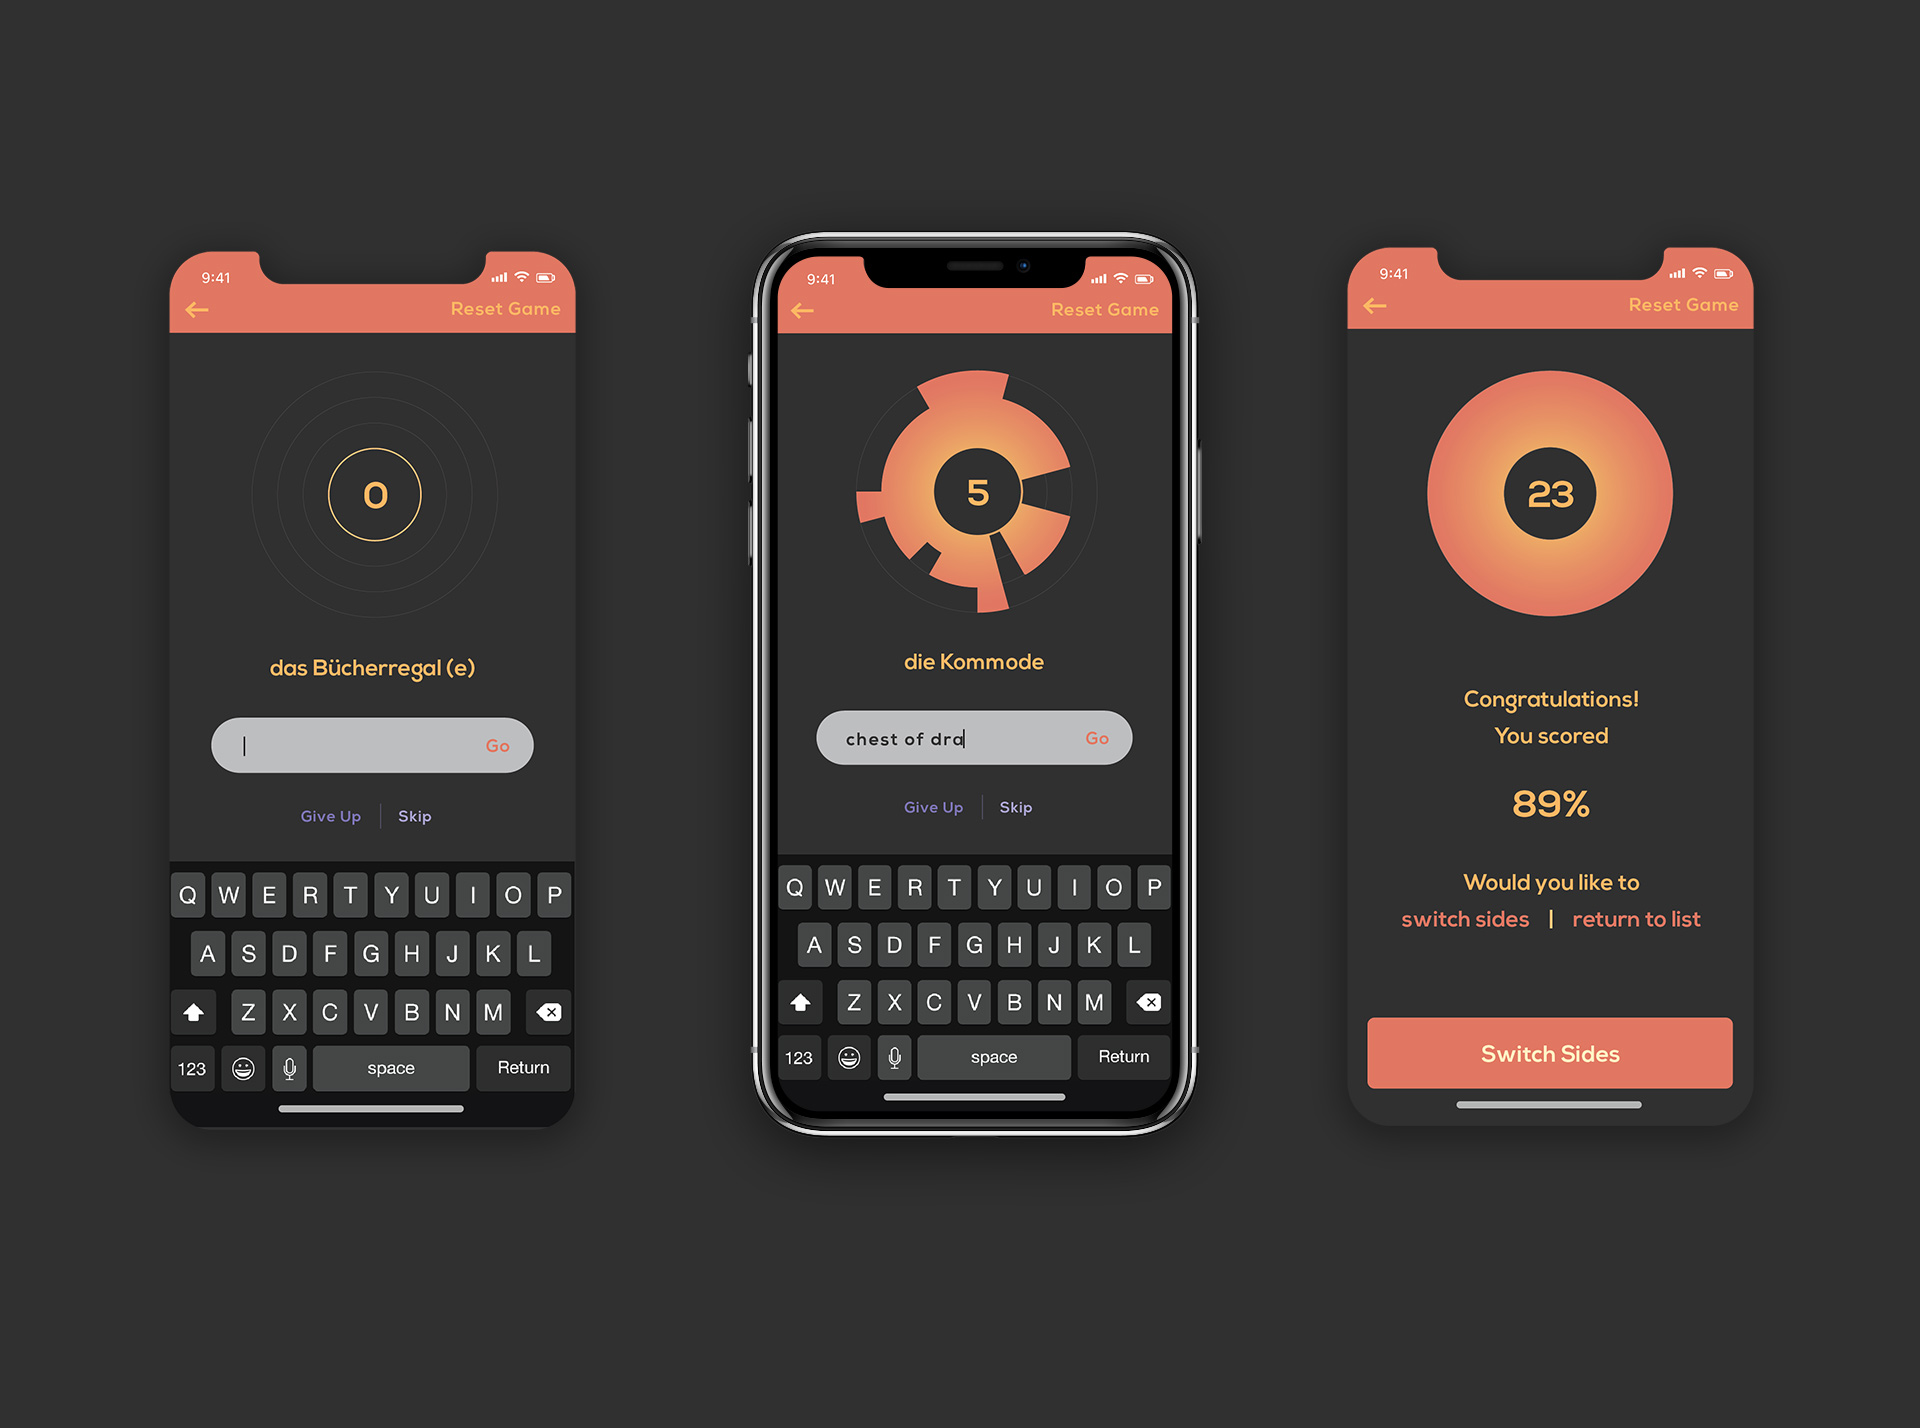 9:41
Reset Game
0
das Bücherregal (e)
Go
Give Up | Skip
Q W E R T Y U I O P
A S D F G H J K L
Z X C V B N M
123 space Return
9:41
Reset Game
5
die Kommode
chest of dra Go
Give Up | Skip
Q W E R T Y U I O P
A S D F G H J K L
Z X C V B N M
123 space Return
9:41
Reset Game
23
Congratulations!
You scored
89%
Would you like to
switch sides | return to list
Switch Sides